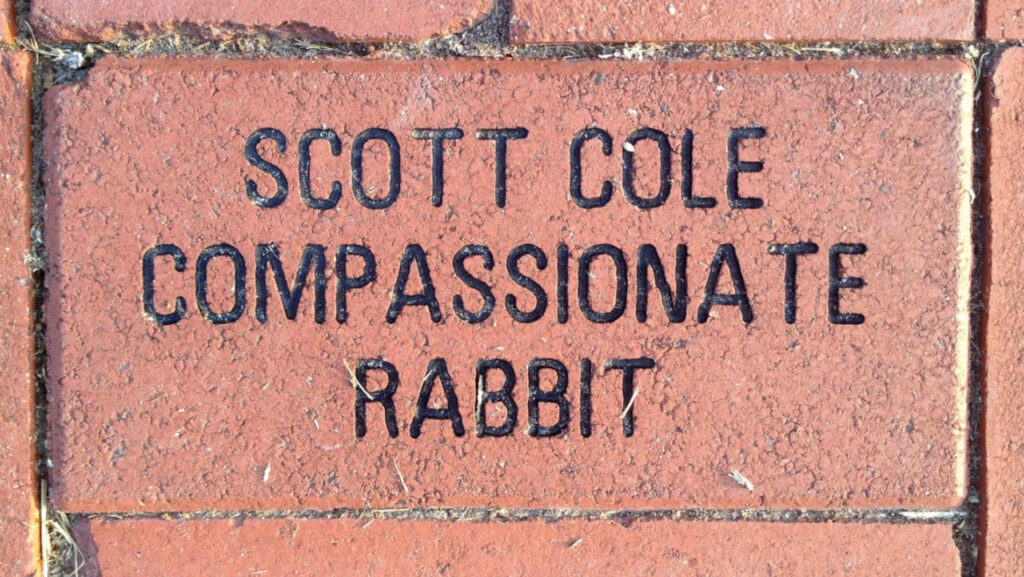 SCOTT COLE
COMPASSIONATE
RABBIT